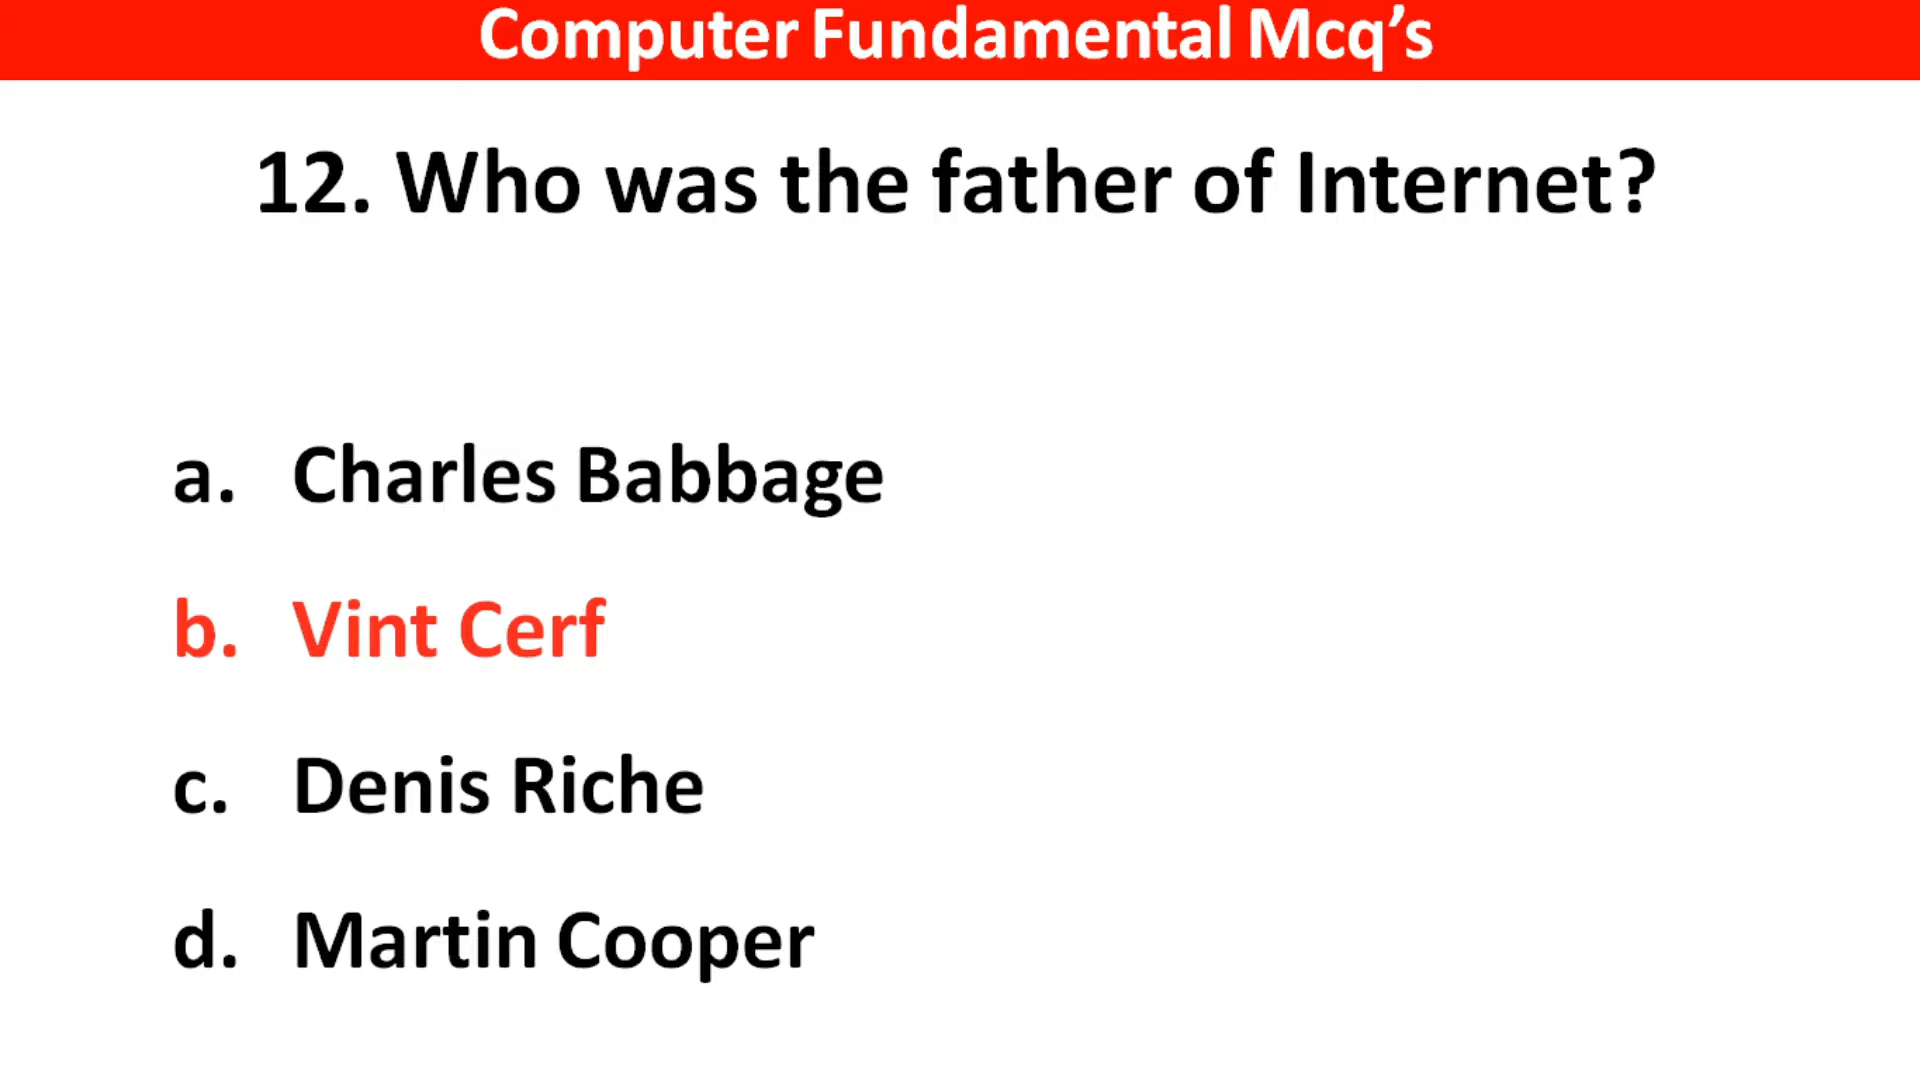 Computer Fundamental Mcq’s
12. Who was the father of Internet?
a. Charles Babbage
b. Vint Cerf
c. Denis Riche
d. Martin Cooper